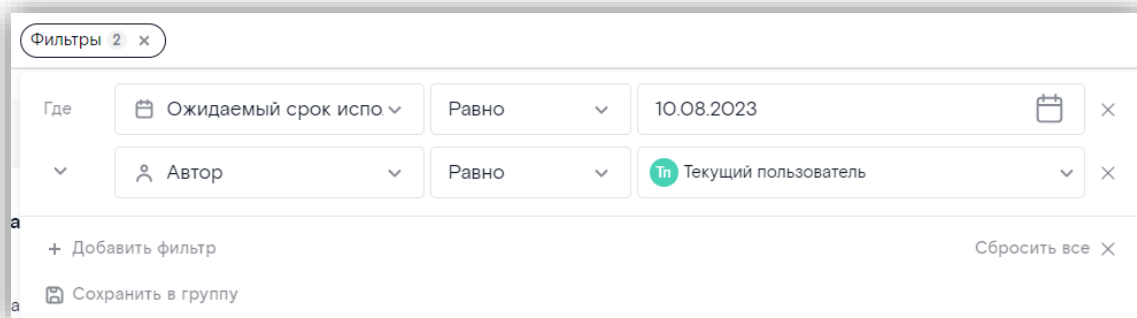 Фильтры 2
Где Ожидаемый срок испо. Равно 10.08.2023
Автор Равно Тп Текущий пользователь
а
+ Добавить фильтр Сбросить все
Сохранить в группу
а